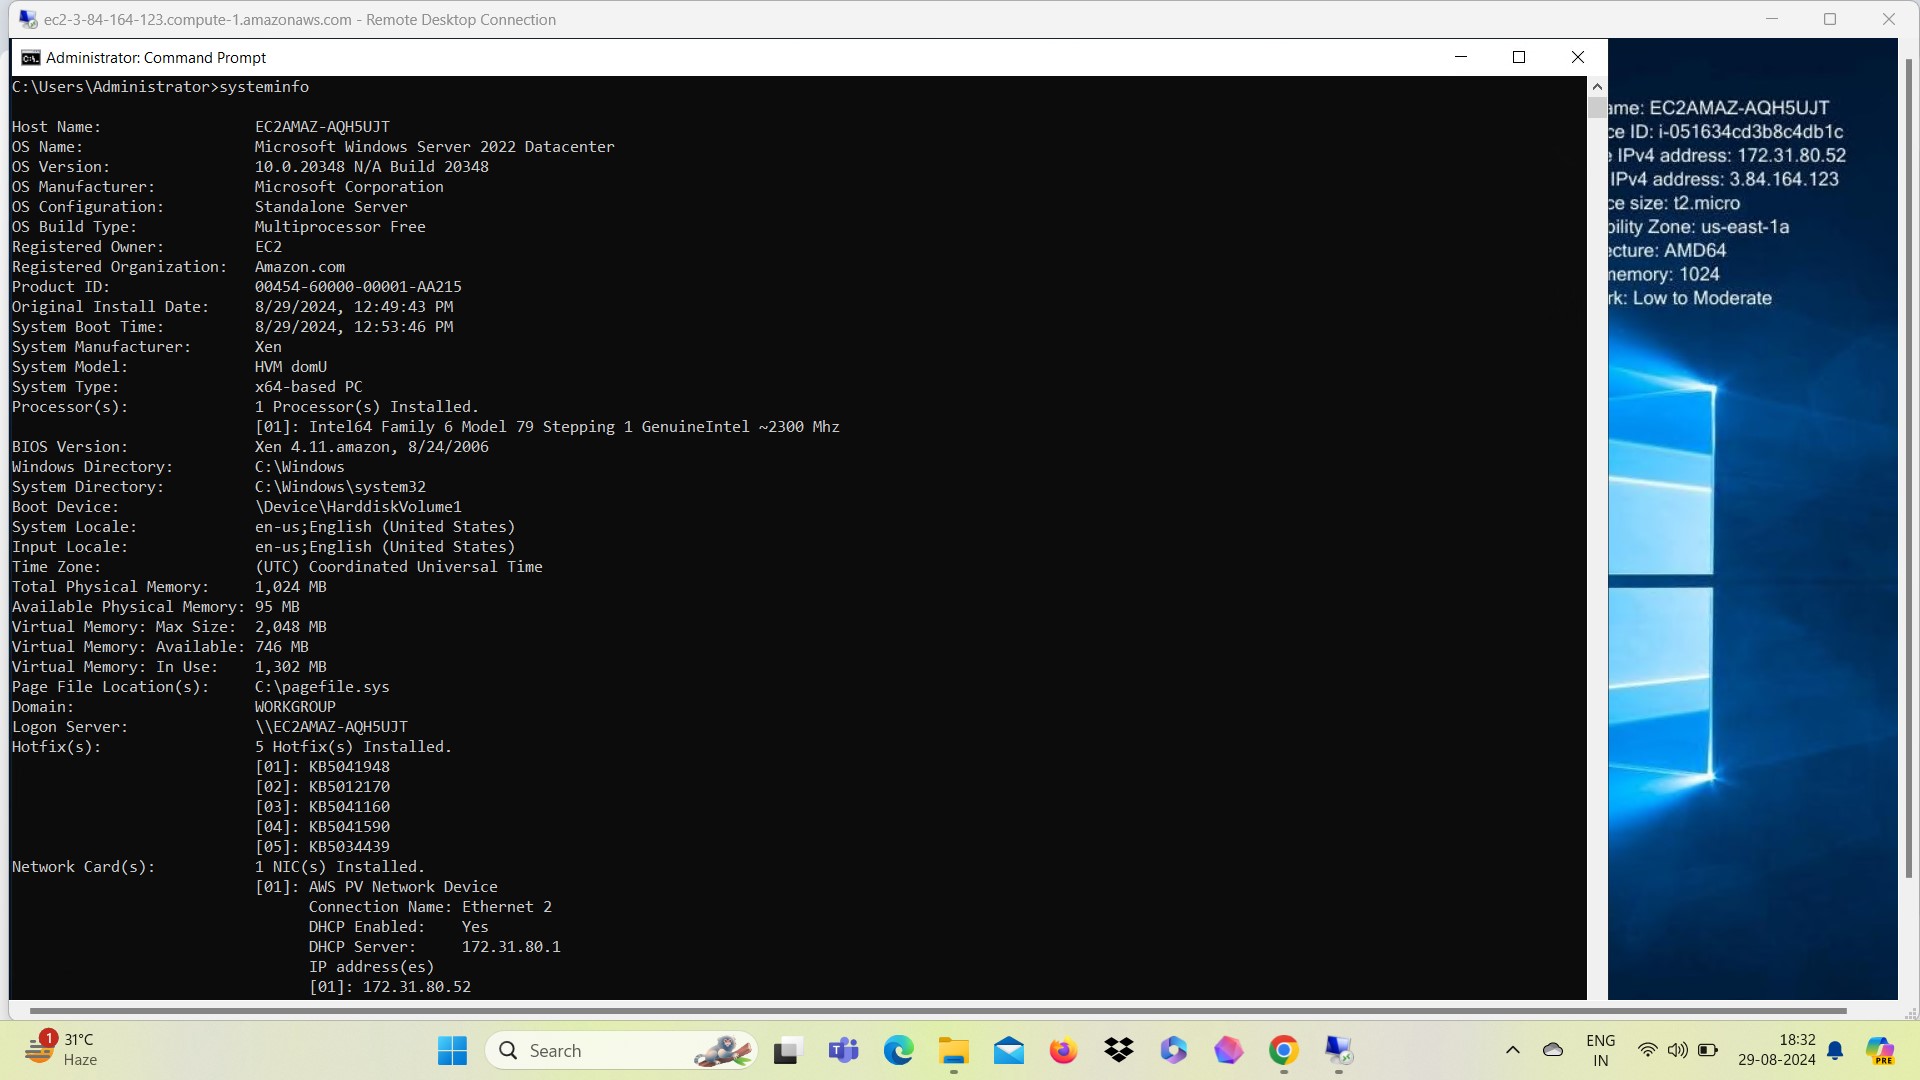 ec2-3-84-164-123.compute-1.amazonaws.com - Remote Desktop Connection
Administrator: Command Prompt
C:\Users\Administrator>systeminfo
Host Name: EC2AMAZ-AQH5UJT
OS Name: Microsoft Windows Server 2022 Datacenter
OS Version: 10.0.20348 N/A Build 20348
OS Manufacturer: Microsoft Corporation
OS Configuration: Standalone Server
OS Build Type: Multiprocessor Free
Registered Owner: EC2
Registered Organization: Amazon.com
Product ID: 00454-60000-00001-AA215
Original Install Date: 8/29/2024, 12:49:43 PM
System Boot Time: 8/29/2024, 12:53:46 PM
System Manufacturer: Xen
System Model: HVM domU
System Type: x64-based PC
Processor(s): 1 Processor(s) Installed.
[01]: Intel64 Family 6 Model 79 Stepping 1 GenuineIntel ~2300 Mhz
BIOS Version: Xen 4.11.amazon, 8/24/2006
Windows Directory: C:\Windows
System Directory: C:\Windows\system32
Boot Device: \Device\HarddiskVolume1
System Locale: en-us;English (United States)
Input Locale: en-us;English (United States)
Time Zone: (UTC) Coordinated Universal Time
Total Physical Memory: 1,024 MB
Available Physical Memory: 95 MB
Virtual Memory: Max Size: 2,048 MB
Virtual Memory: Available: 746 MB
Virtual Memory: In Use: 1,302 MB
Page File Location(s): C:\pagefile.sys
Domain: WORKGROUP
Logon Server: \\EC2AMAZ-AQH5UJT
Hotfix(s): 5 Hotfix(s) Installed.
[01]: KB5041948
[02]: KB5012170
[03]: KB5041160
[04]: KB5041590
[05]: KB5034439
Network Card(s): 1 NIC(s) Installed.
[01]: AWS PV Network Device
Connection Name: Ethernet 2
DHCP Enabled: Yes
DHCP Server: 172.31.80.1
IP address(es)
[01]: 172.31.80.52
ame: EC2AMAZ-AQH5UJT
ce ID: i-051634cd3b8c4db1c
e IPv4 address: 172.31.80.52
IPv4 address: 3.84.164.123
ce size: t2.micro
bility Zone: us-east-1a
ecture: AMD64
memory: 1024
rk: Low to Moderate
1
31°C
Haze
Search
ENG
IN
18:32
29-08-2024
PRE